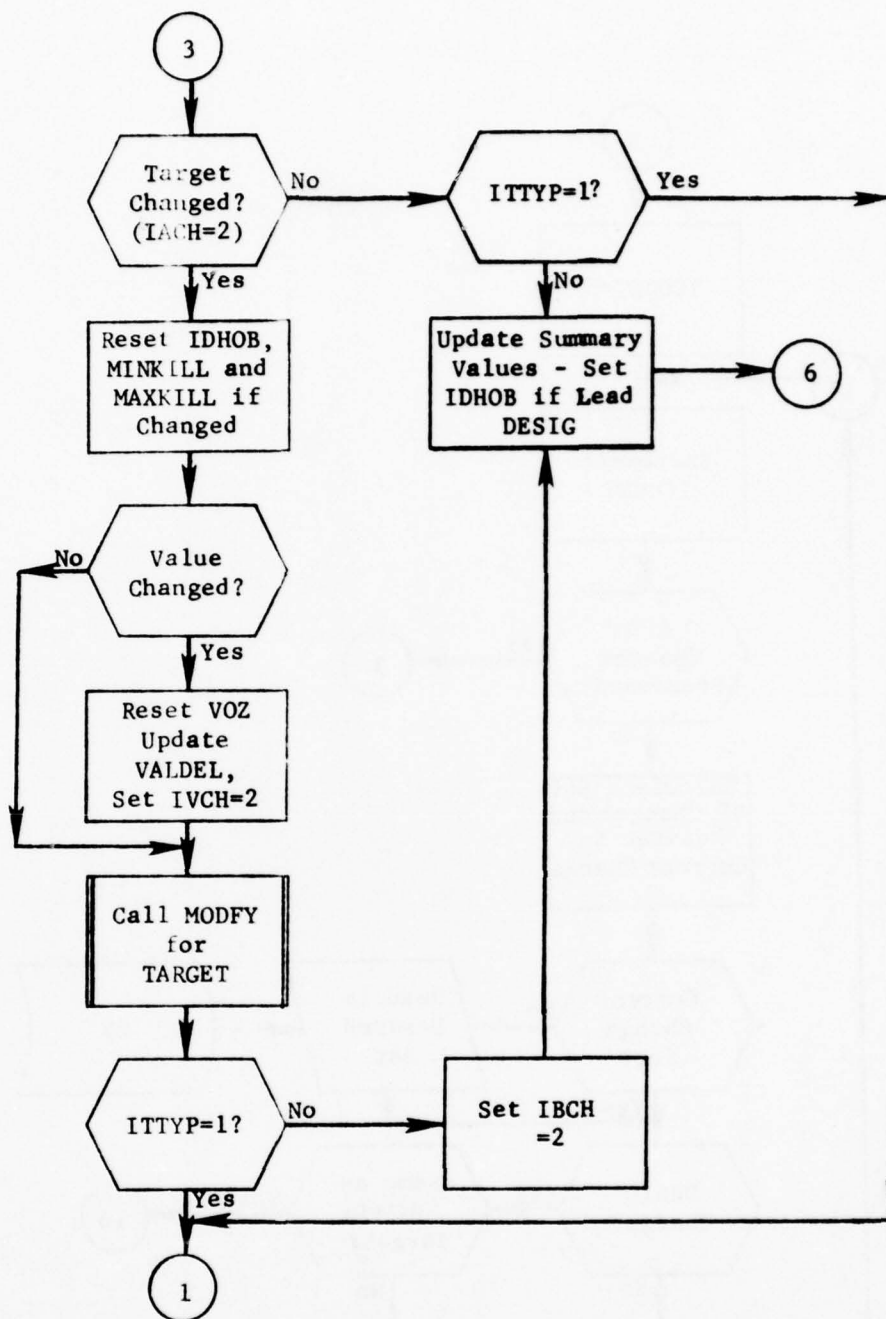 3
Target
Changed?
(IACH=2)
No
Yes
ITTYP=1?
Yes
No
Reset IDHOB,
MINKILL and
MAXKILL if
Changed
Update Summary
Values - Set
IDHOB if Lead
DESIG
6
Value
Changed?
No
Yes
Reset VOZ
Update
VALDEL,
Set IVCH=2
Call MODFY
for
TARGET
ITTYP=1?
No
Yes
Set IBCH
=2
1